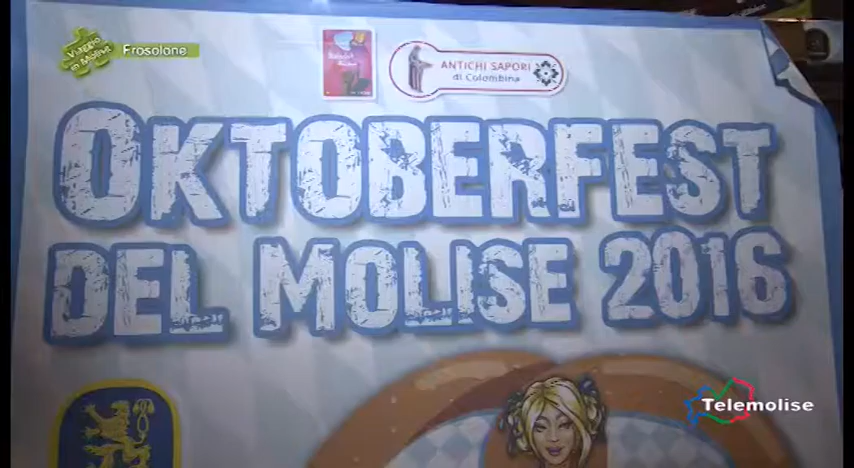 Viaggio
in Molise
Frosolone
ANTICHI SAPORI
di Colombina
OKTOBERFEST
DEL MOLISE 2016
Telemolise